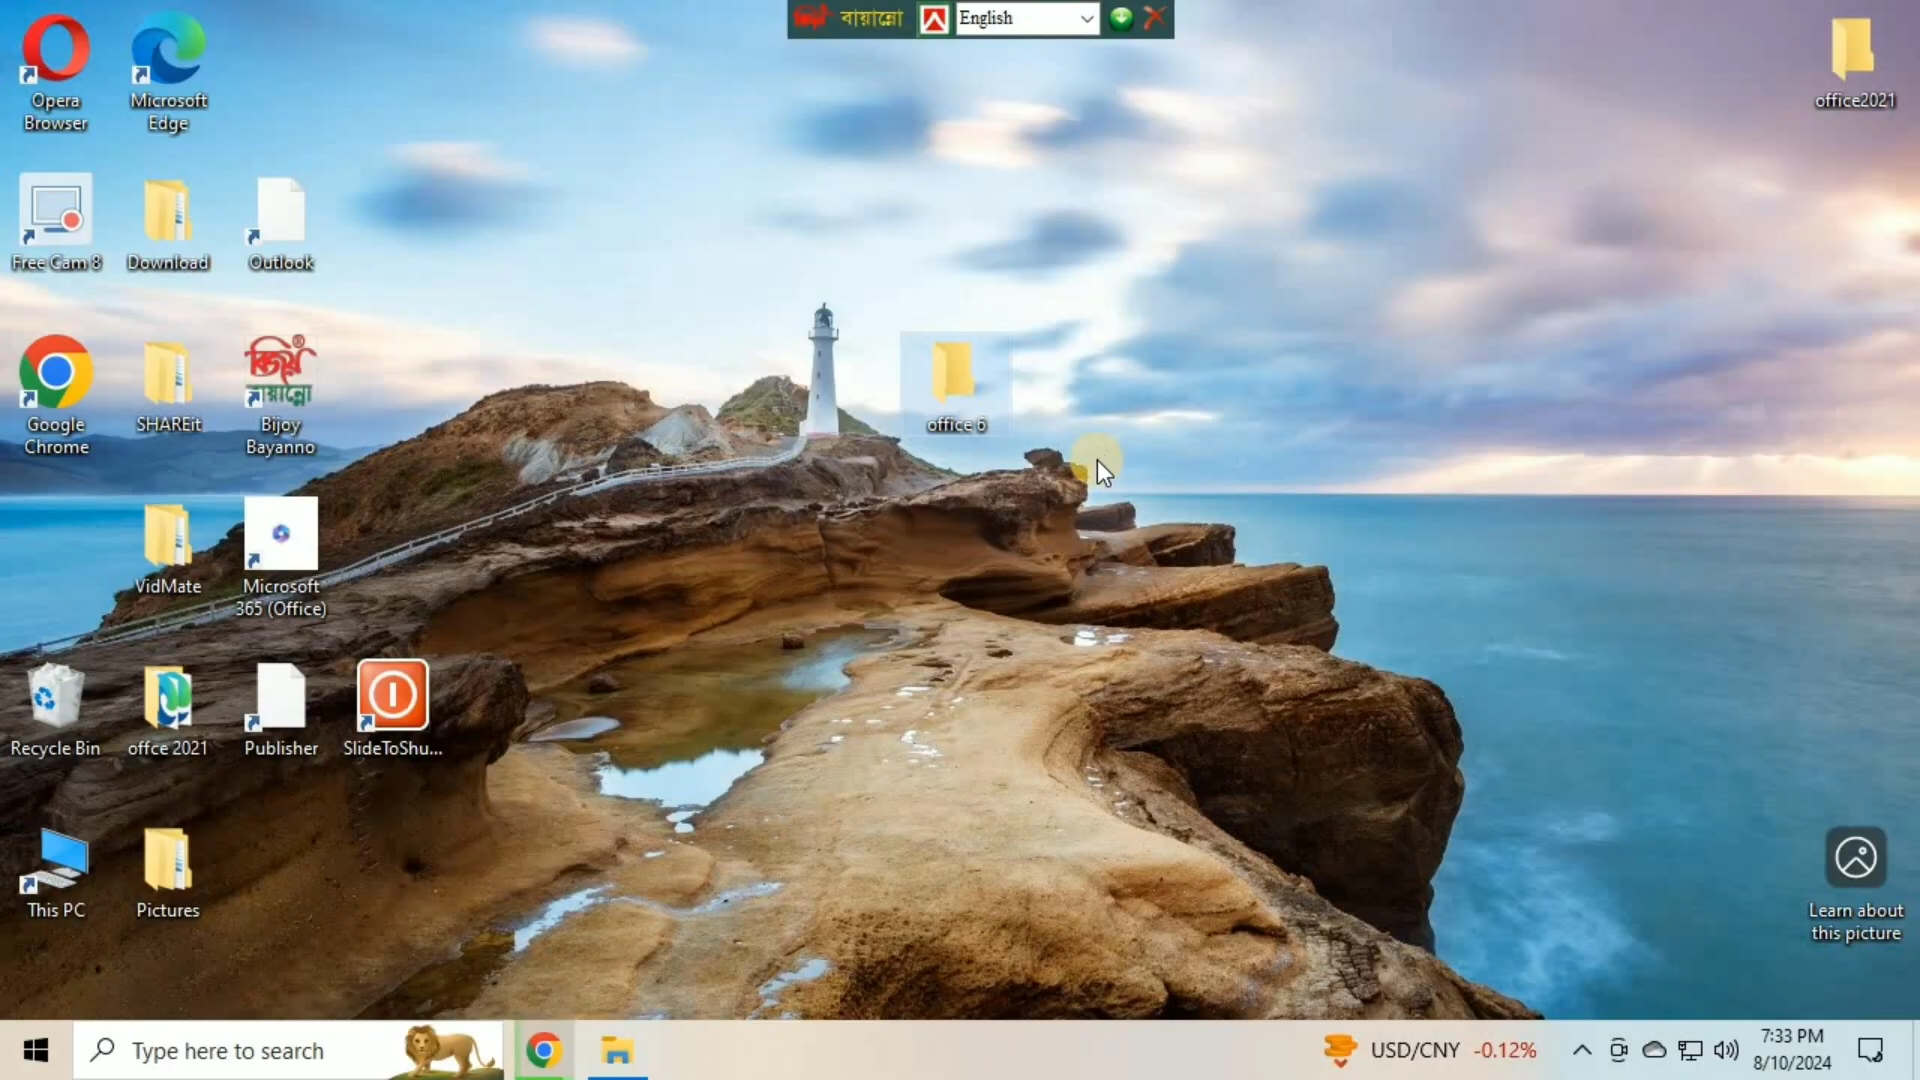 বায়ান্নো English
Opera Browser
Microsoft Edge
office2021
Free Cam 8
Download
Outlook
Google Chrome
SHAREit
বিজয়®
বায়ান্নো
Bijoy Bayanno
office 6
VidMate
Microsoft 365 (Office)
Recycle Bin
offce 2021
Publisher
SlideToShu...
This PC
Pictures
Learn about this picture
Type here to search
USD/CNY -0.12%
7:33 PM
8/10/2024